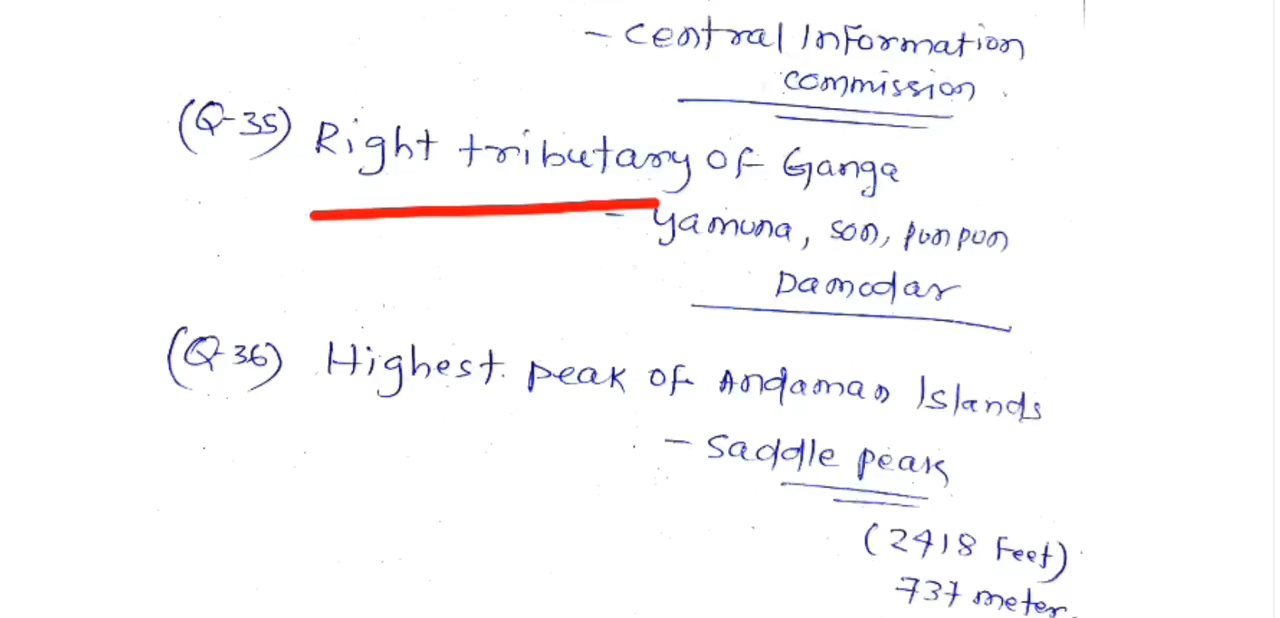 - Central Information
Commission
(Q-35) Right tributary of Ganga
- Yamuna, son, punpun
Damodar
(Q-36) Highest peak of Andaman Islands
- Saddle peak
(2418 Feet)
737 meter.